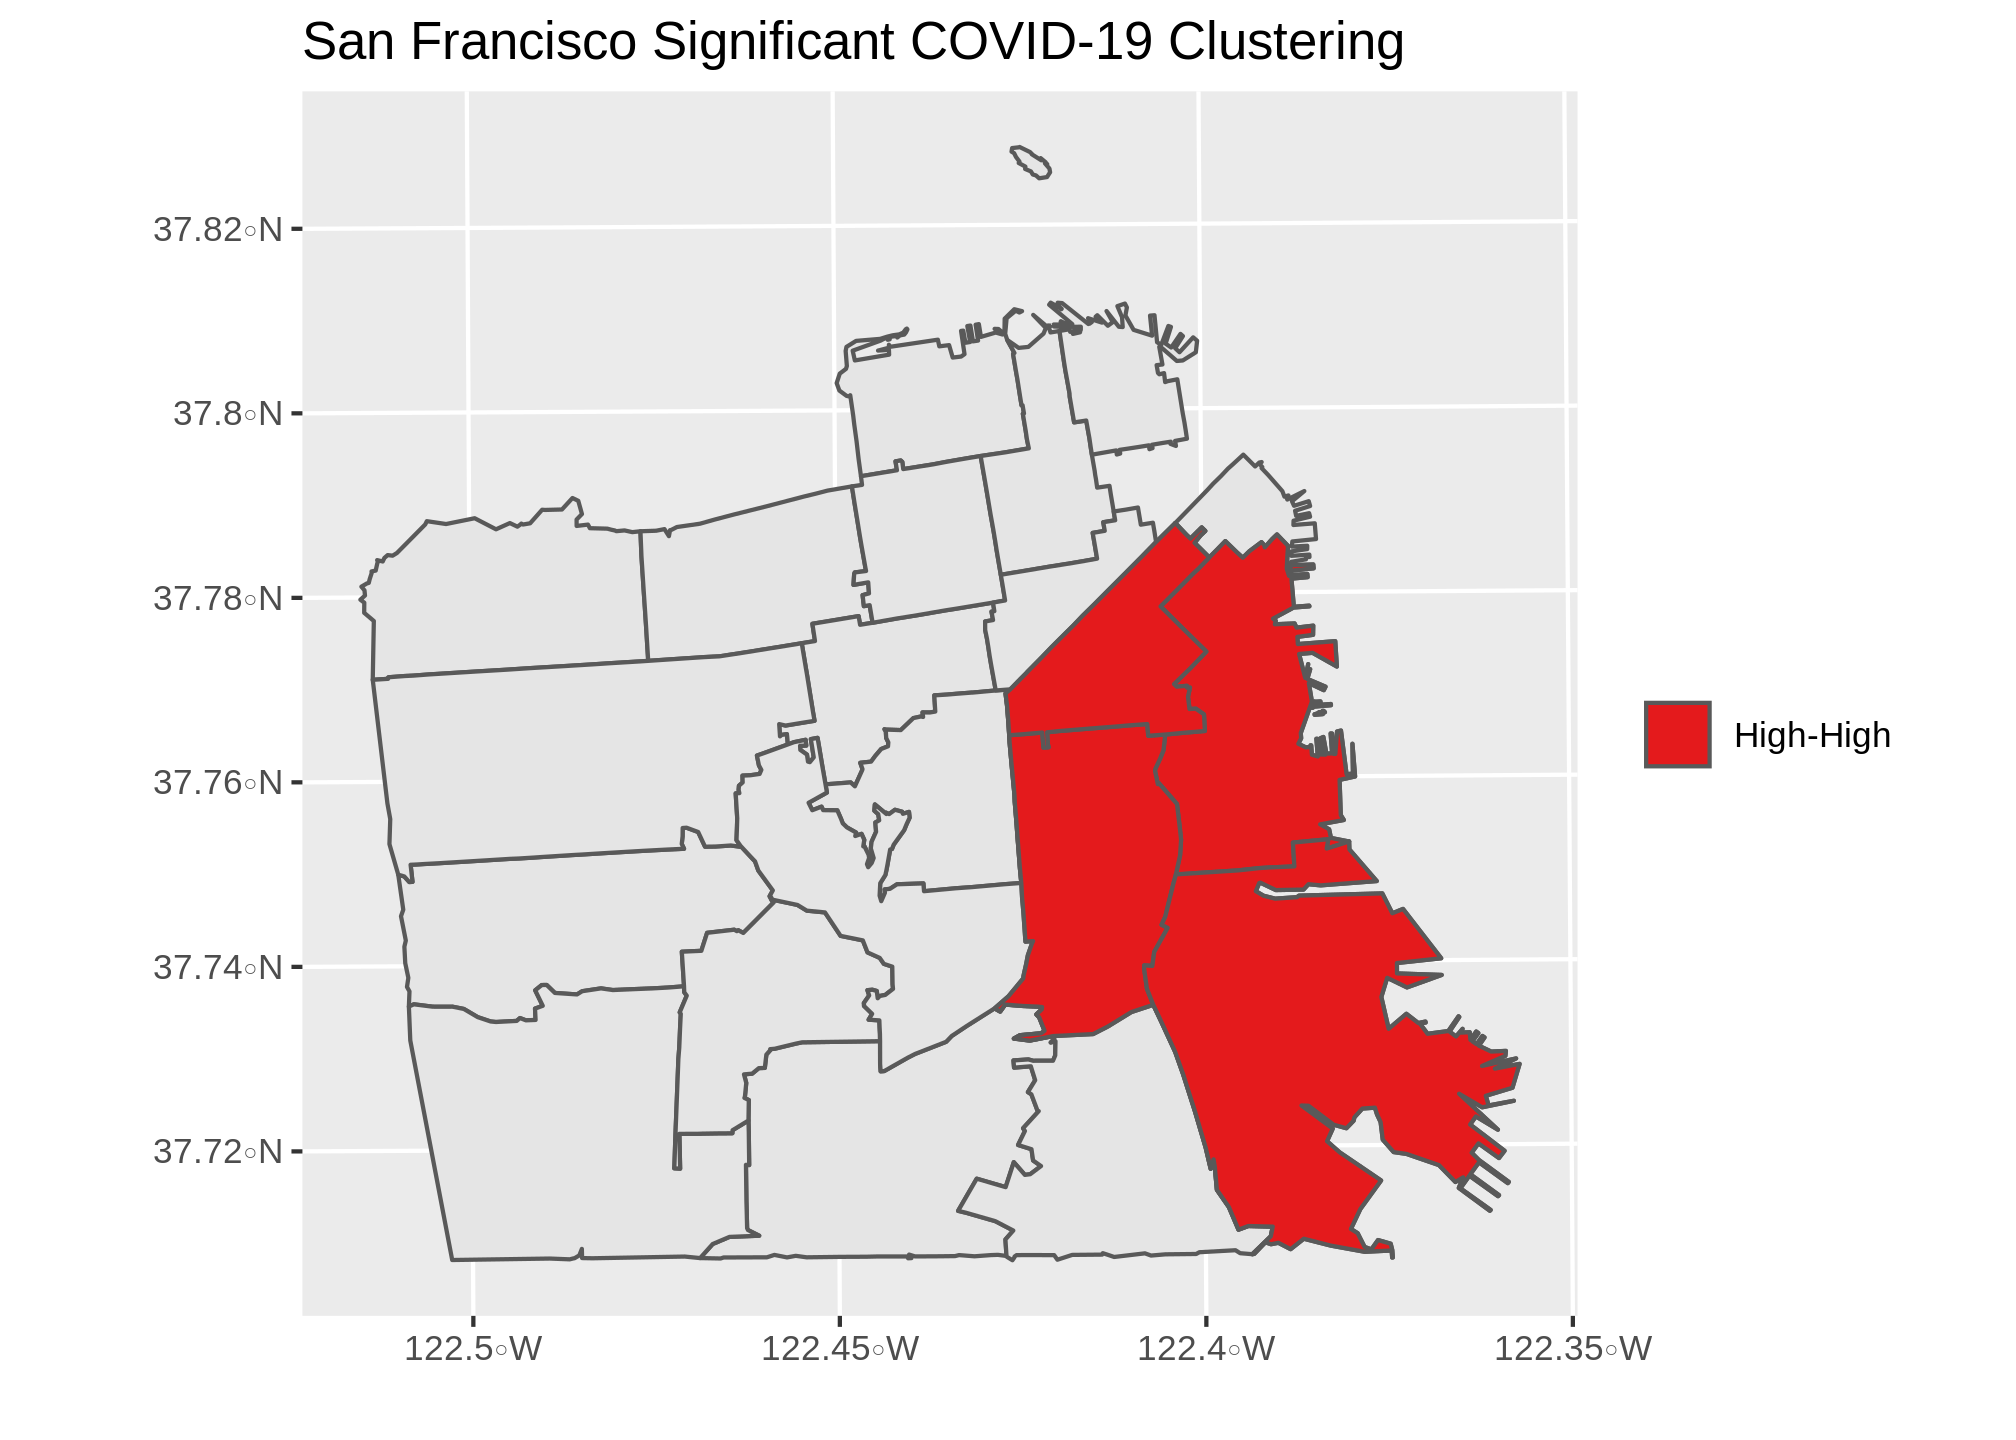 San Francisco Significant COVID-19 Clustering
37.82◦N
37.8◦N
37.78◦N
37.76◦N
37.74◦N
37.72◦N
High-High
122.5◦W
122.45◦W
122.4◦W
122.35◦W